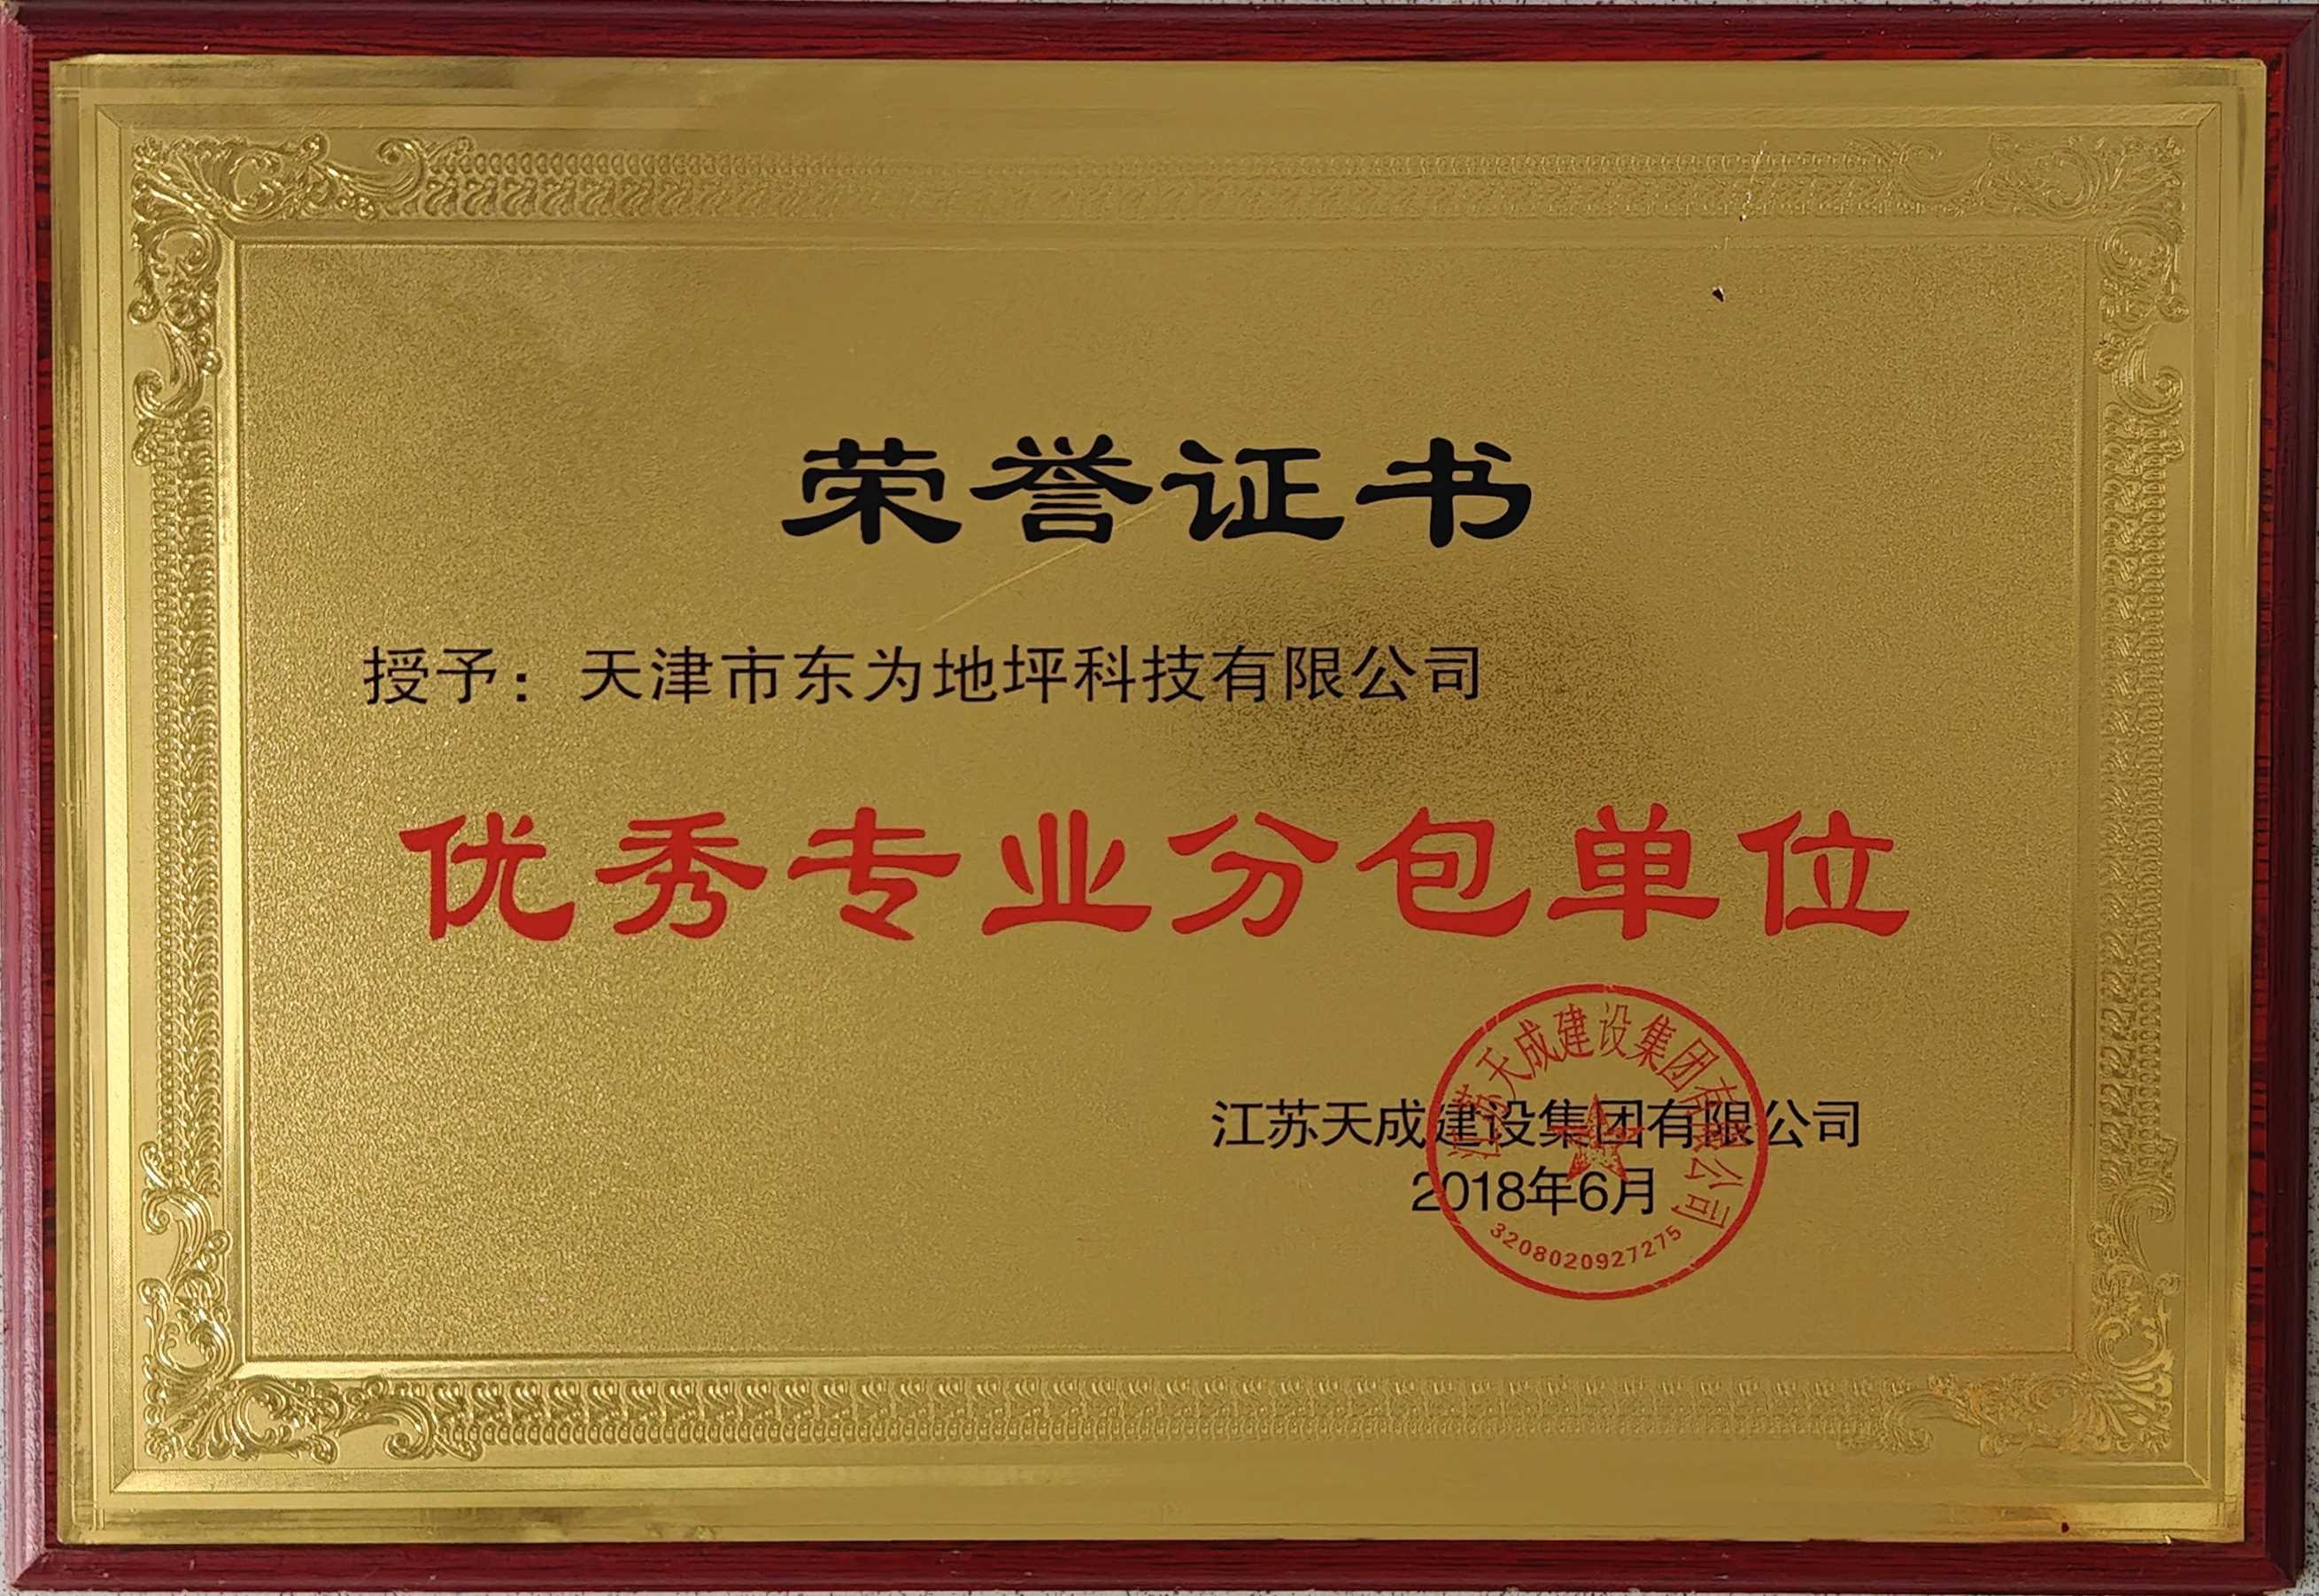 荣誉证书
授予：天津市东为地坪科技有限公司
优秀专业分包单位
江苏天成建设集团有限公司
2018年6月
江苏天成建设集团有限公司
3208020927275